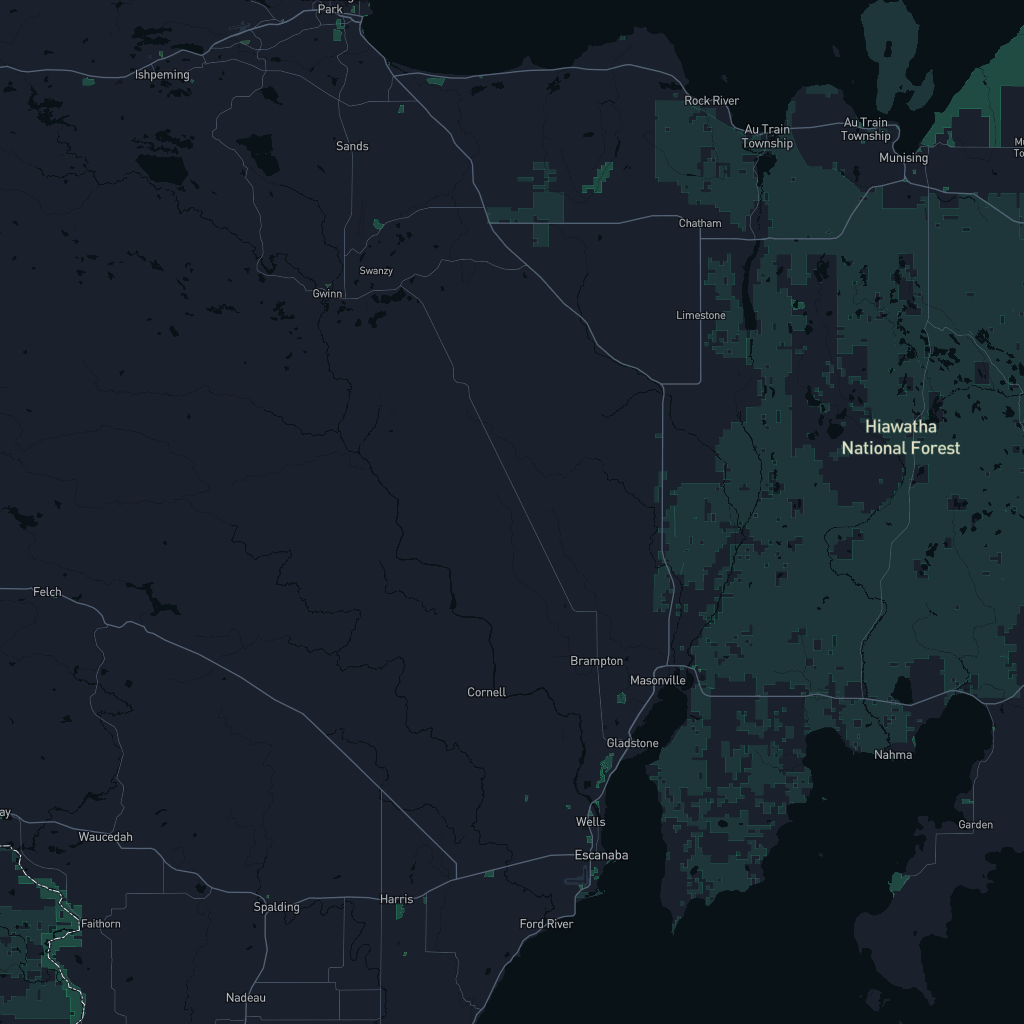 Park
Ishpeming
Rock River
Au Train
Township
Au Train
Township
Sands
Munising
Chatham
Swanzy
Gwinn
Limestone
Hiawatha
National Forest
Felch
Brampton
Masonville
Cornell
Gladstone
Nahma
Wells
Garden
Waucedah
Escanaba
Harris
Spalding
Faithorn
Ford River
Nadeau